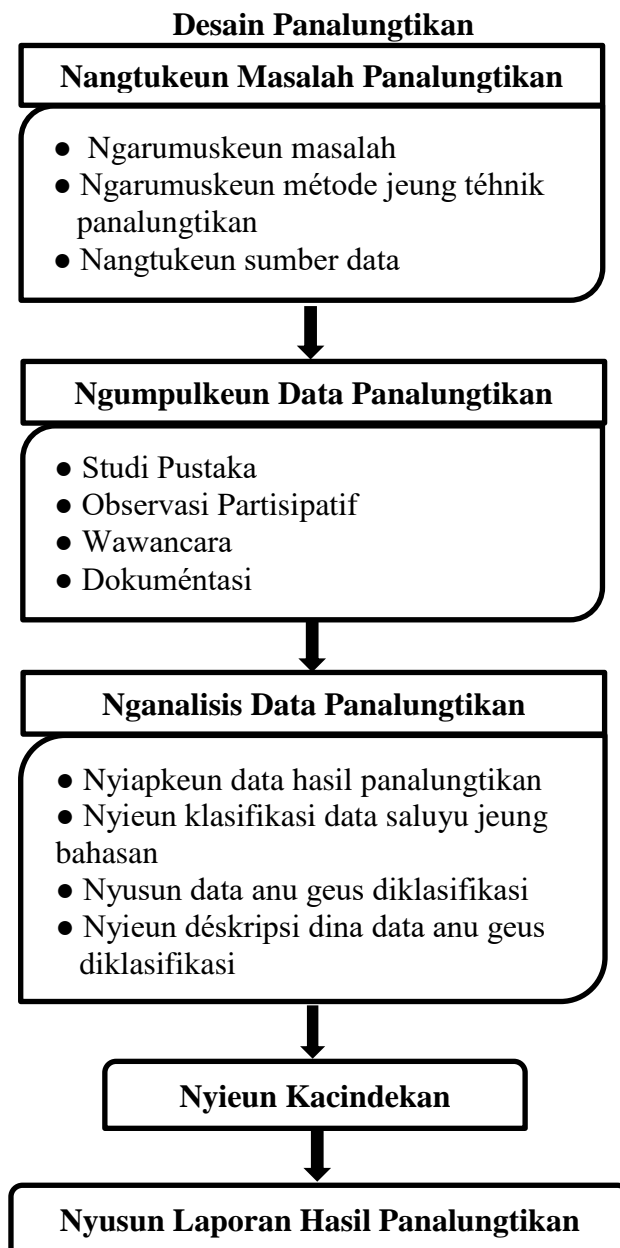 Desain Panalungtikan
Nangtukeun Masalah Panalungtikan
● Ngarumuskeun masalah
● Ngarumuskeun métode jeung téhnik
panalungtikan
● Nangtukeun sumber data
Ngumpulkeun Data Panalungtikan
● Studi Pustaka
● Observasi Partisipatif
● Wawancara
● Dokuméntasi
Nganalisis Data Panalungtikan
● Nyiapkeun data hasil panalungtikan
● Nyieun klasifikasi data saluyu jeung
bahasan
● Nyusun data anu geus diklasifikasi
● Nyieun déskripsi dina data anu geus
diklasifikasi
Nyieun Kacindekan
Nyusun Laporan Hasil Panalungtikan